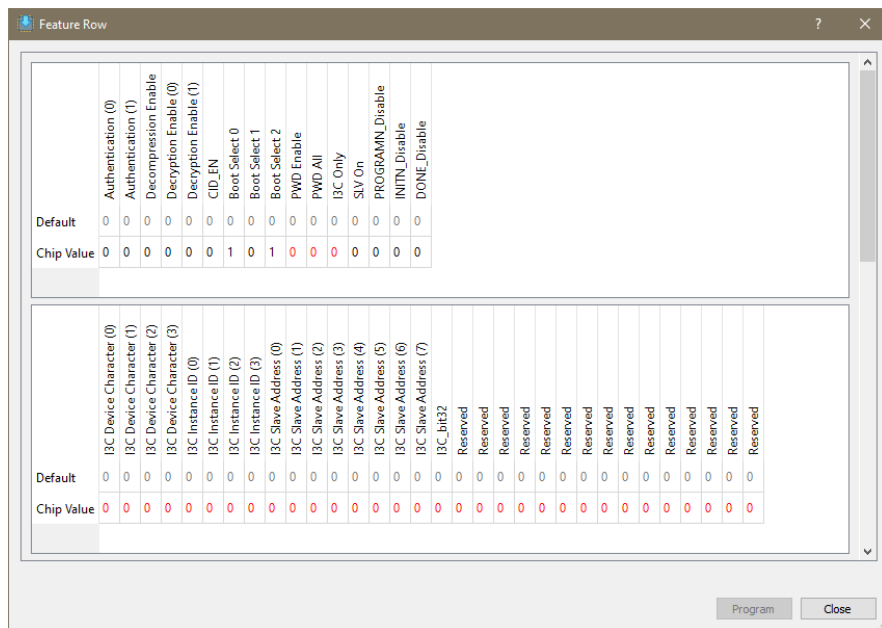 Feature Row ? ×
Authentication (0) Authentication (1) Decompression Enable Decryption Enable (0) Decryption Enable (1) CID_EN Boot Select 0 Boot Select 1 Boot Select 2 PWD Enable PWD All I3C Only SLV On PROGRAMN_Disable INITN_Disable DONE_Disable
Default 0 0 0 0 0 0 0 0 0 0 0 0 0 0 0 0
Chip Value 0 0 0 0 0 0 1 0 1 0 0 0 0 0 0 0
I3C Device Character (0) I3C Device Character (1) I3C Device Character (2) I3C Device Character (3) I3C Instance ID (0) I3C Instance ID (1) I3C Instance ID (2) I3C Instance ID (3) I3C Slave Address (0) I3C Slave Address (1) I3C Slave Address (2) I3C Slave Address (3) I3C Slave Address (4) I3C Slave Address (5) I3C Slave Address (6) I3C Slave Address (7) I3C_bit32 Reserved Reserved Reserved Reserved Reserved Reserved Reserved Reserved Reserved Reserved Reserved Reserved Reserved Reserved Reserved
Default 0 0 0 0 0 0 0 0 0 0 0 0 0 0 0 0 0 0 0 0 0 0 0 0 0 0 0 0 0 0 0 0
Chip Value 0 0 0 0 0 0 0 0 0 0 0 0 0 0 0 0 0 0 0 0 0 0 0 0 0 0 0 0 0 0 0 0
Program Close